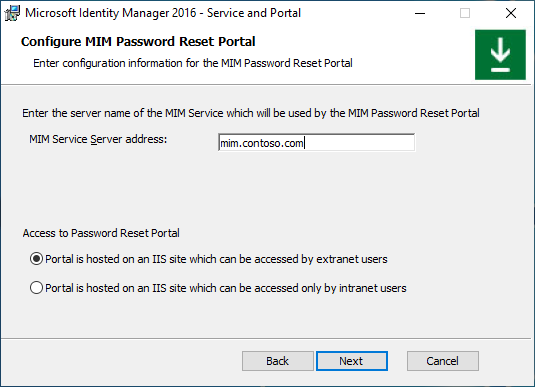 Microsoft Identity Manager 2016 - Service and Portal
Configure MIM Password Reset Portal
Enter configuration information for the MIM Password Reset Portal
Enter the server name of the MIM Service which will be used by the MIM Password Reset Portal
MIM Service Server address:
mim.contoso.com
Access to Password Reset Portal
Portal is hosted on an IIS site which can be accessed by extranet users
Portal is hosted on an IIS site which can be accessed only by intranet users
Back
Next
Cancel